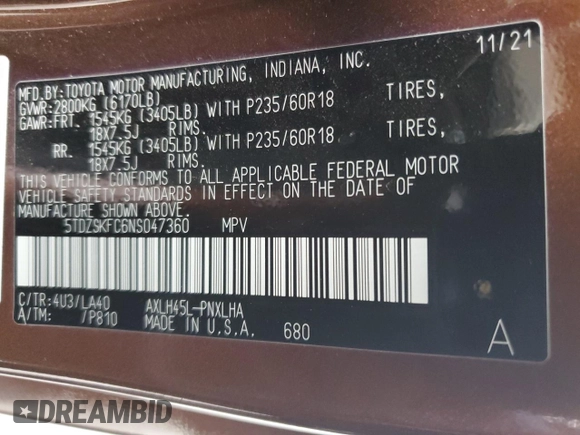 11/21
MFD.BY:TOYOTA MOTOR MANUFACTURING, INDIANA, INC.
GVWR:2800KG (6170LB)
GAWR:FRT. 1545KG (3405LB) WITH P235/60R18 TIRES,
18X7.5J RIMS.
RR. 1545KG (3405LB) WITH P235/60R18 TIRES,
18X7.5J RIMS.
THIS VEHICLE CONFORMS TO ALL APPLICABLE FEDERAL MOTOR
VEHICLE SAFETY STANDARDS IN EFFECT ON THE DATE OF
MANUFACTURE SHOWN ABOVE.
5TDZSKFC6NS047360 MPV
C/TR:4U3/LA40 AXLH45L-PNXLHA
A/TM: /P810 MADE IN U.S.A. 680
A
DREAMBID